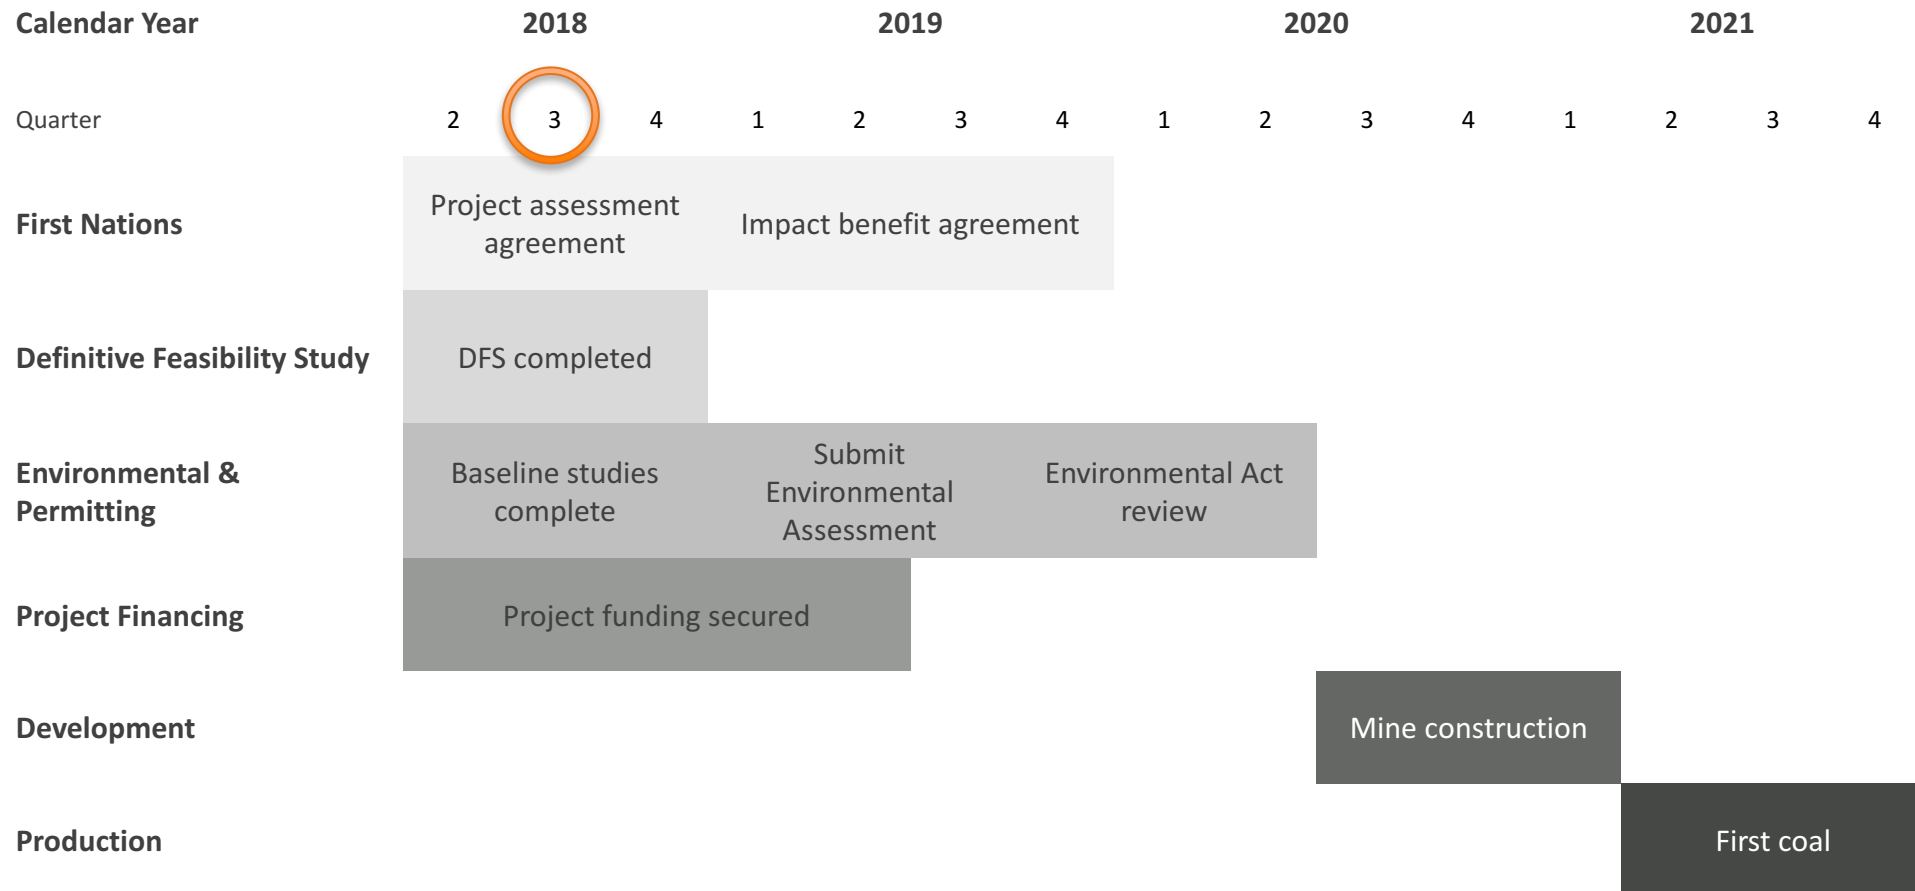 Calendar Year 2018 2019 2020 2021
Quarter 2 3 4 1 2 3 4 1 2 3 4 1 2 3 4
First Nations
Project assessment
agreement
Impact benefit agreement
Definitive Feasibility Study
DFS completed
Environmental &
Permitting
Baseline studies
complete
Submit
Environmental
Assessment
Environmental Act
review
Project Financing
Project funding secured
Development
Mine construction
Production
First coal